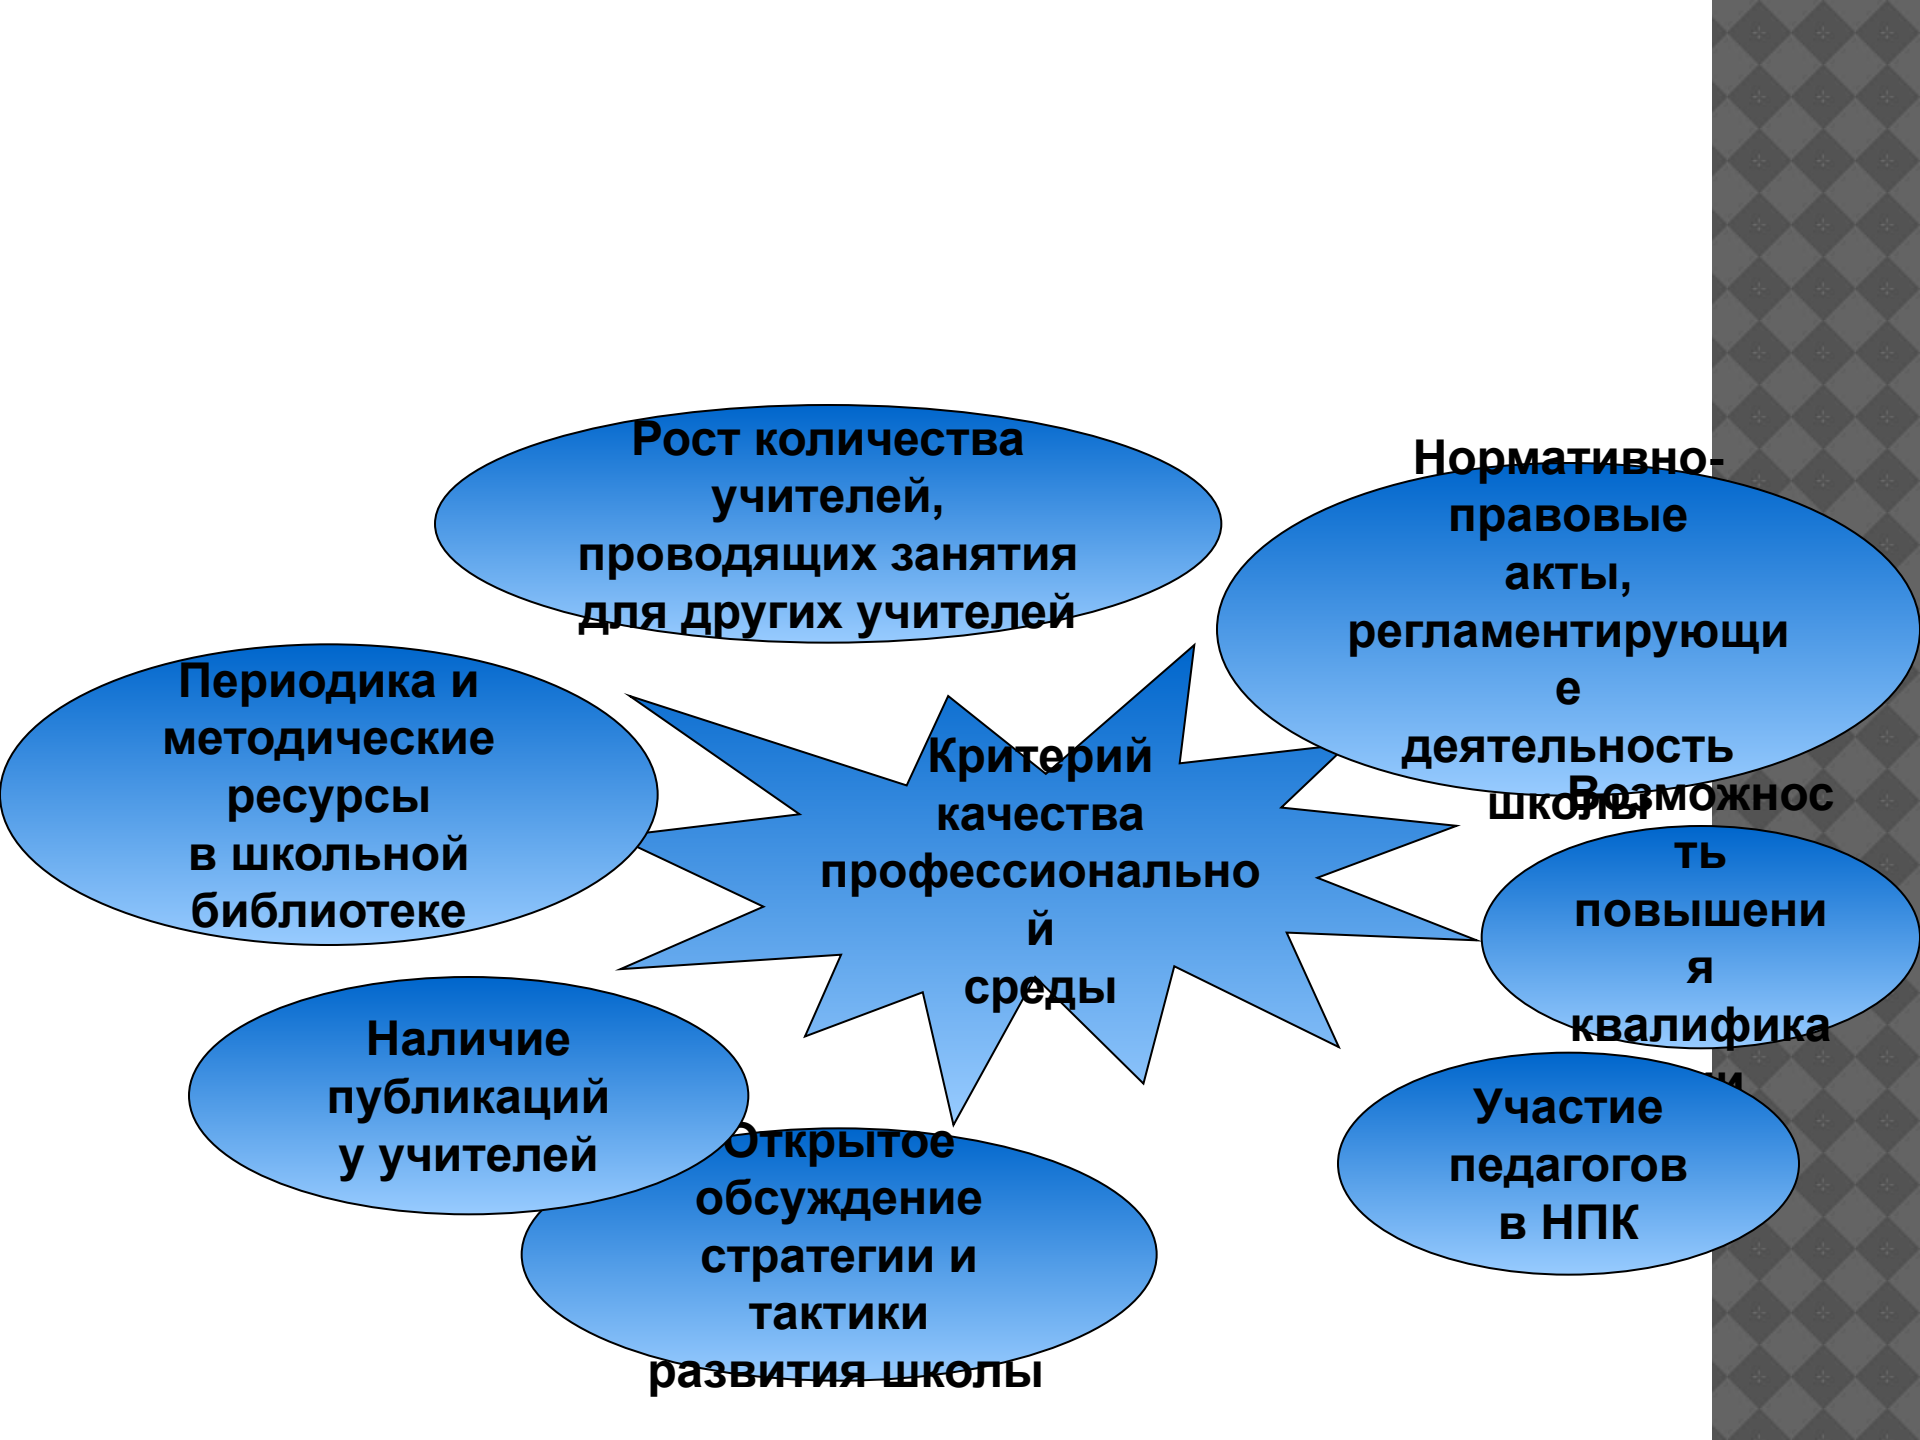 Рост количества
учителей,
проводящих занятия
для других учителей
Нормативно-
правовые
акты,
регламентирующи
е
деятельность
школы
Периодика и
методические
ресурсы
в школьной
библиотеке
Критерий
качества
профессионально
й
среды
Возможнос
ть
повышени
я
квалифика
Наличие
публикаций
у учителей
Участие
педагогов
в НПК
Открытое
обсуждение
стратегии и
тактики
развития школы